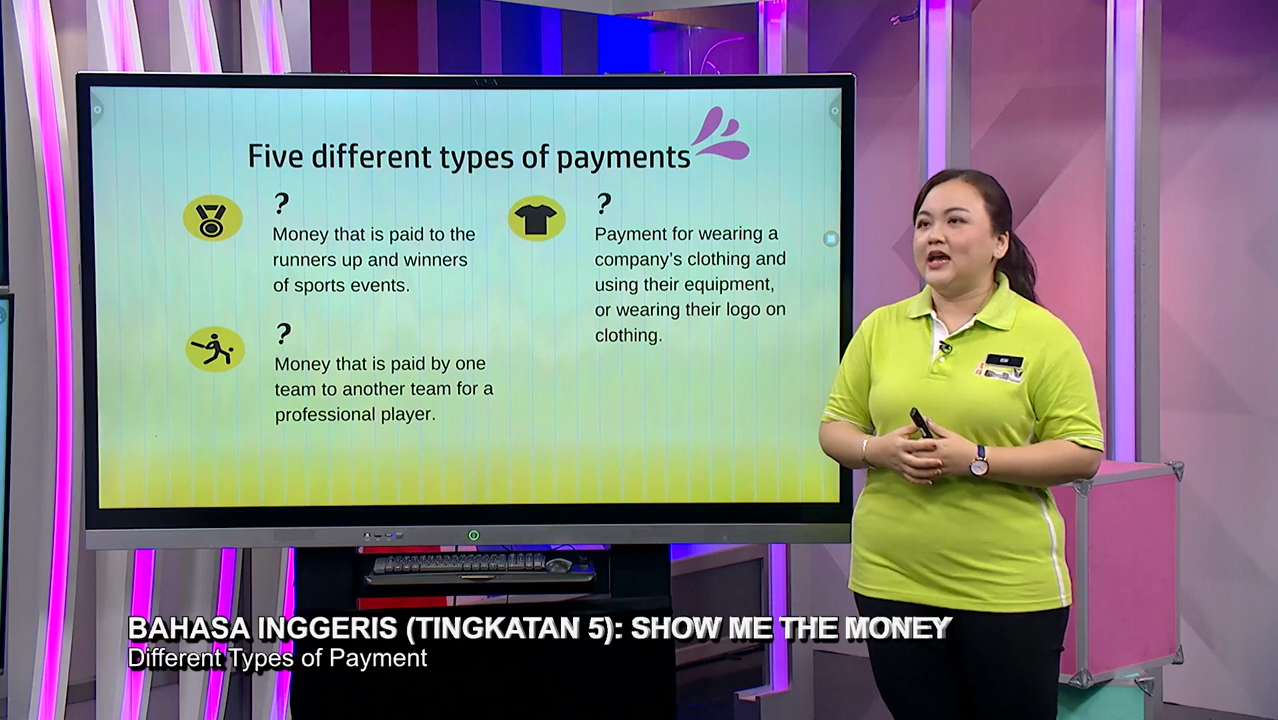 Five different types of payments
?
Money that is paid to the
runners up and winners
of sports events.
?
Money that is paid by one
team to another team for a
professional player.
?
Payment for wearing a
company's clothing and
using their equipment,
or wearing their logo on
clothing.
BAHASA INGGERIS (TINGKATAN 5): SHOW ME THE MONEY
Different Types of Payment